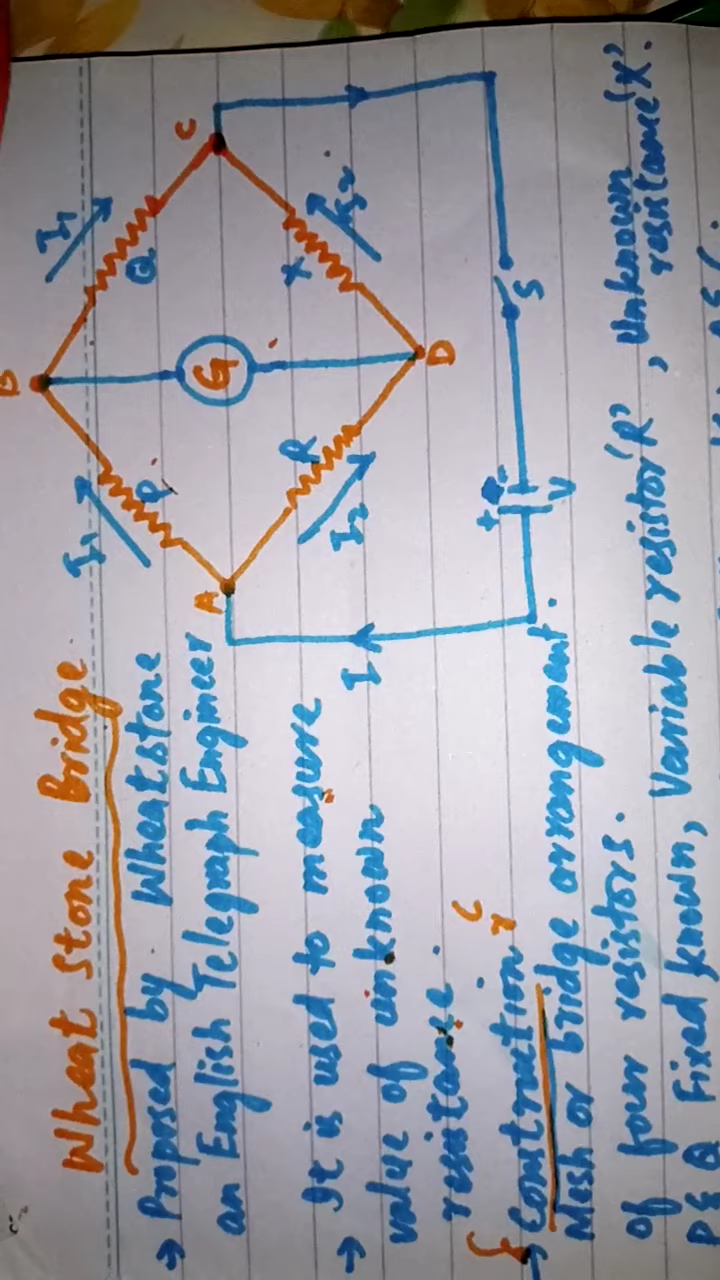 Wheat Stone Bridge
→ Proposed by Wheatstone
an English Telegraph Engineer
→ It is used to measure
value of unknown
resistance.
→ Construction
Mesh or bridge arrangement.
of four resistors.
P & Q fixed known, Variable resistor 'R', Unknown
resistance 'X'.
B
I1
I1
P
Q
A
G
C
R
X
I2
I2
D
I
+
-
V
S